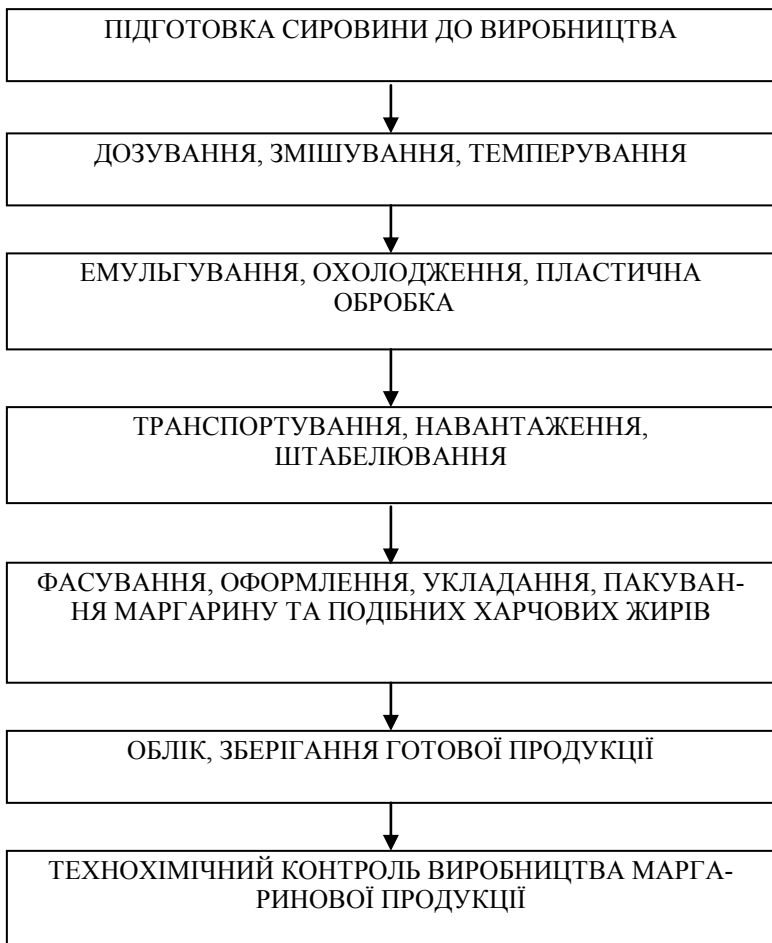 ПІДГОТОВКА СИРОВИНИ ДО ВИРОБНИЦТВА
ДОЗУВАННЯ, ЗМІШУВАННЯ, ТЕМПЕРУВАННЯ
ЕМУЛЬГУВАННЯ, ОХОЛОДЖЕННЯ, ПЛАСТИЧНА
ОБРОБКА
ТРАНСПОРТУВАННЯ, НАВАНТАЖЕННЯ,
ШТАБЕЛЮВАННЯ
ФАСУВАННЯ, ОФОРМЛЕННЯ, УКЛАДАННЯ, ПАКУВАН-
НЯ МАРГАРИНУ ТА ПОДІБНИХ ХАРЧОВИХ ЖИРІВ
ОБЛІК, ЗБЕРІГАННЯ ГОТОВОЇ ПРОДУКЦІЇ
ТЕХНОХІМІЧНИЙ КОНТРОЛЬ ВИРОБНИЦТВА МАРГА-
РИНОВОЇ ПРОДУКЦІЇ